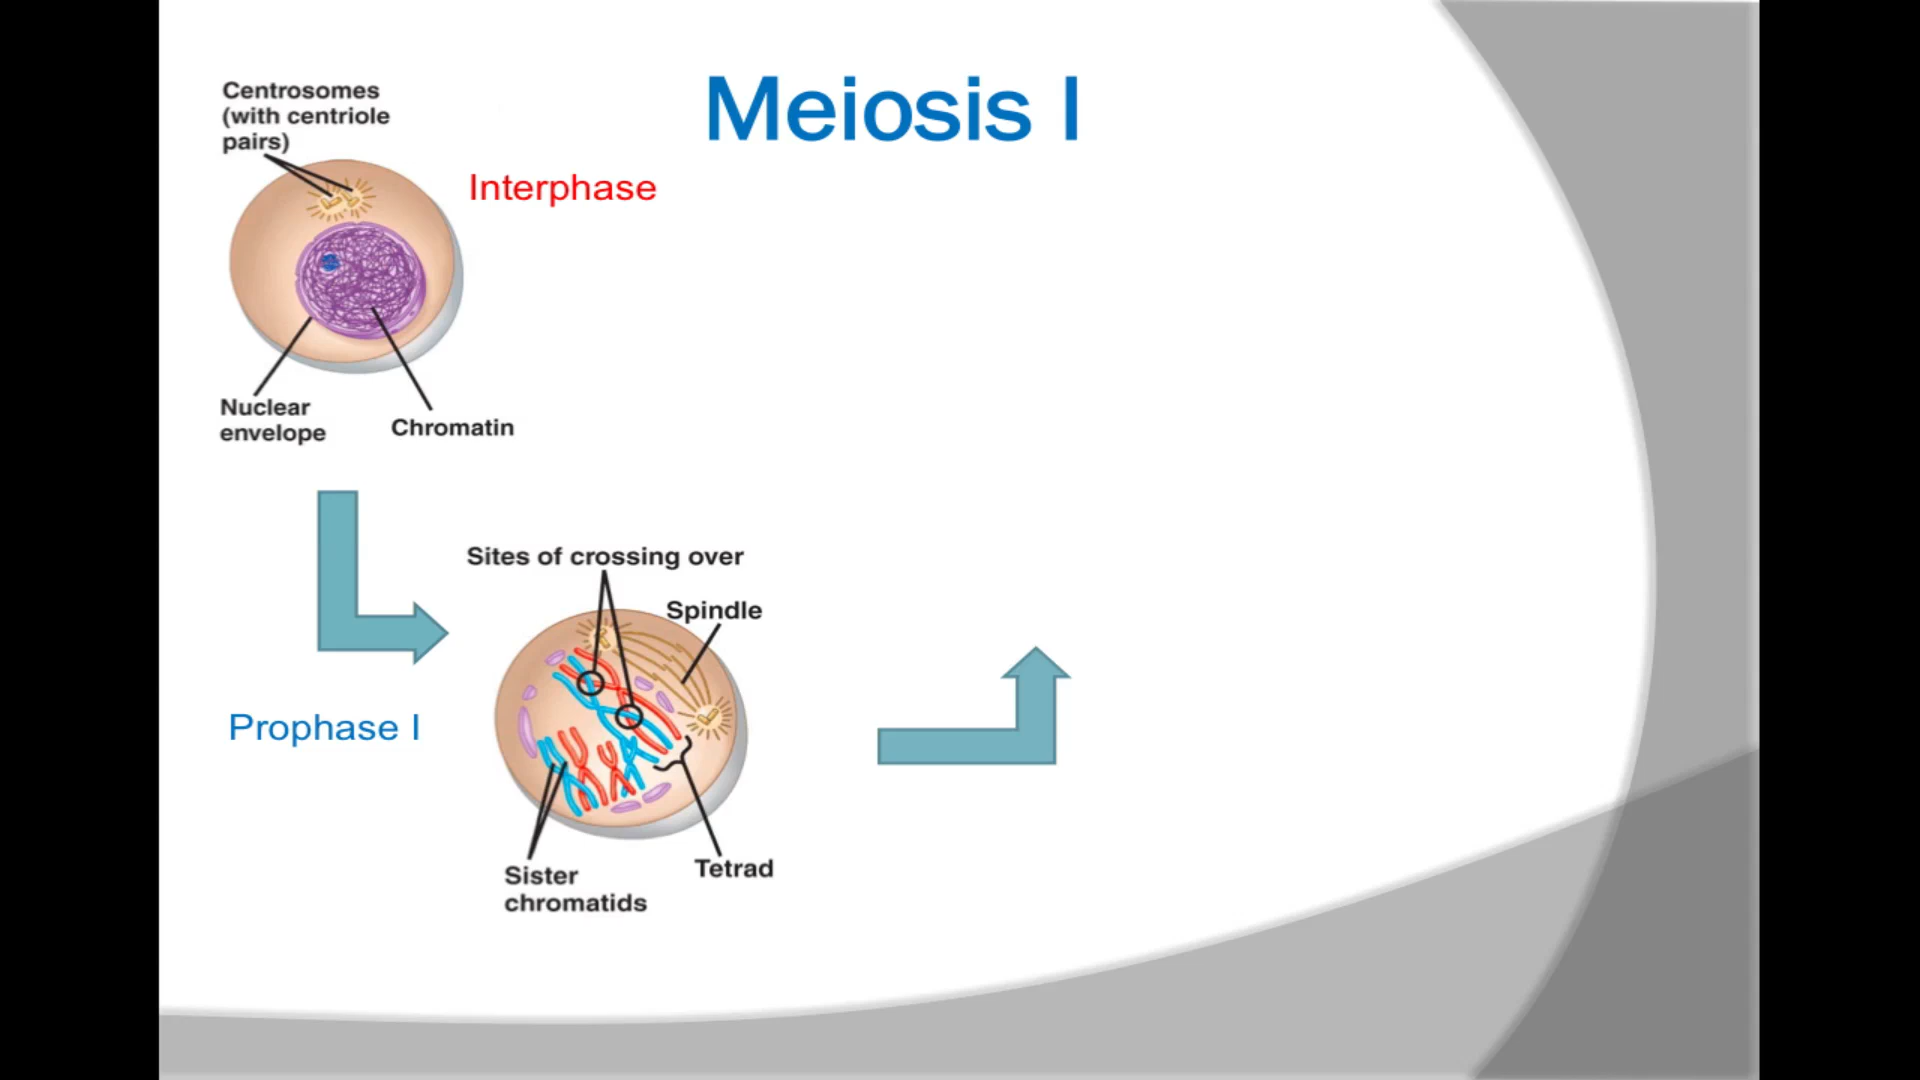 Meiosis I
Centrosomes
(with centriole
pairs)
Interphase
Nuclear
envelope
Chromatin
Sites of crossing over
Spindle
Prophase I
Sister
chromatids
Tetrad